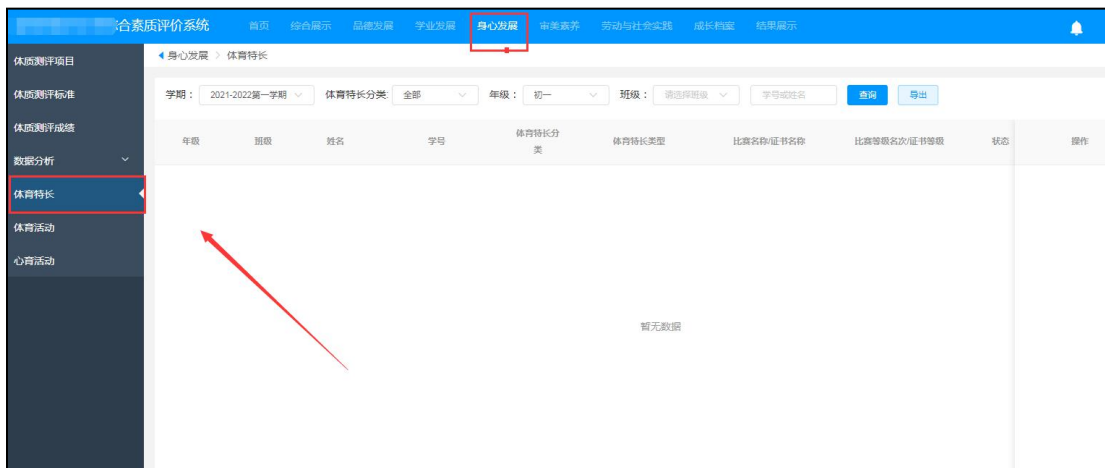 合素质评价系统 首页 综合展示 品德发展 学业发展 身心发展 审美素养 劳动与社会实践 成长档案 结果展示
体质测评项目
身心发展 > 体育特长
体质测评标准
学期： 2021-2022第一学期 体育特长分类: 全部 年级： 初一 班级： 请选择班级 学号或姓名 查询 导出
体质测评成绩
年级 班级 姓名 学号 体育特长分类 体育特长类型 比赛名称/证书名称 比赛等级名次/证书等级 状态 操作
数据分析
体育特长
体育活动
心育活动
暂无数据